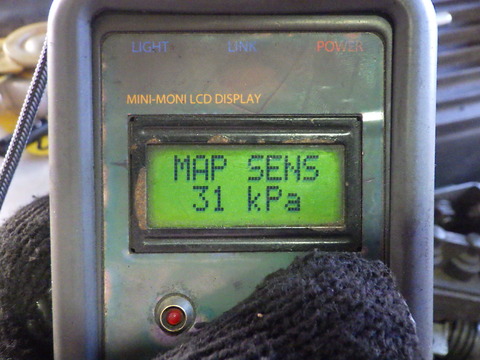 LIGHT LINK POWER
MINI-MONI LCD DISPLAY
MAP SENS
31 kPa